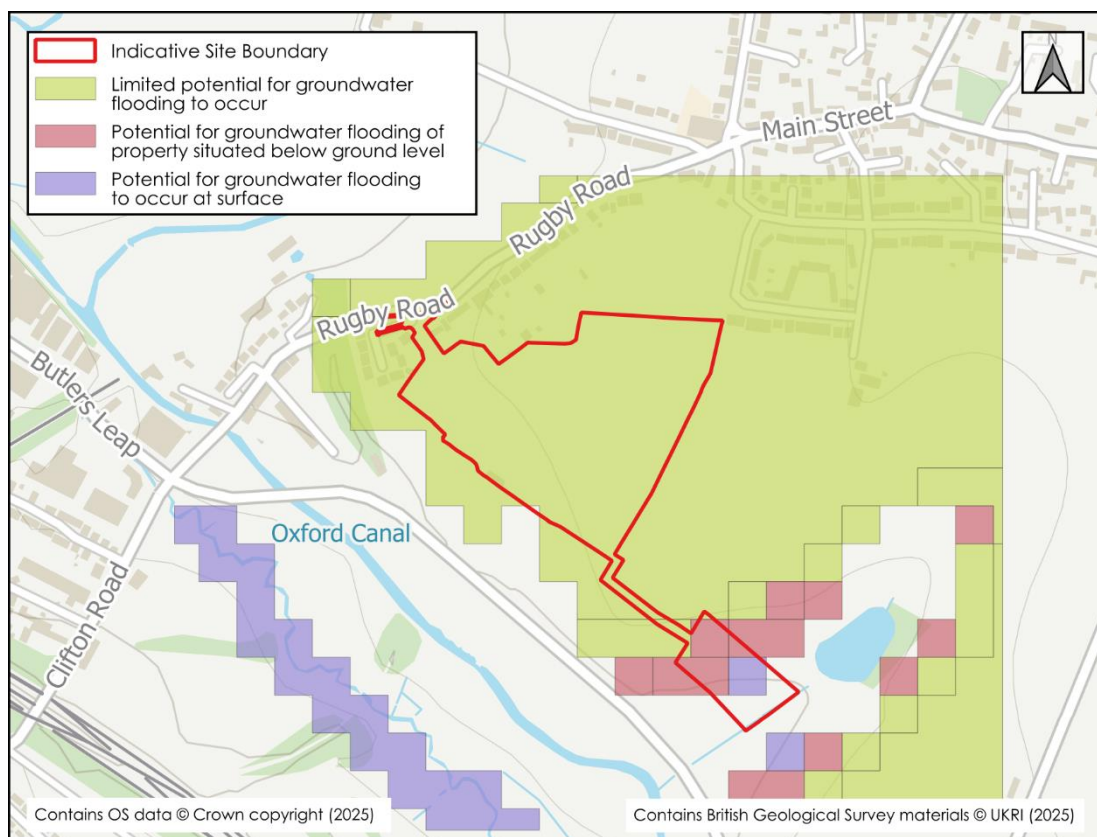 Indicative Site Boundary
Limited potential for groundwater
flooding to occur
Potential for groundwater flooding of
property situated below ground level
Potential for groundwater flooding
to occur at surface
N
Main Street
Rugby Road
Rugby Road
Butlers Leap
Oxford Canal
Clifton Road
Contains OS data © Crown copyright (2025)
Contains British Geological Survey materials © UKRI (2025)